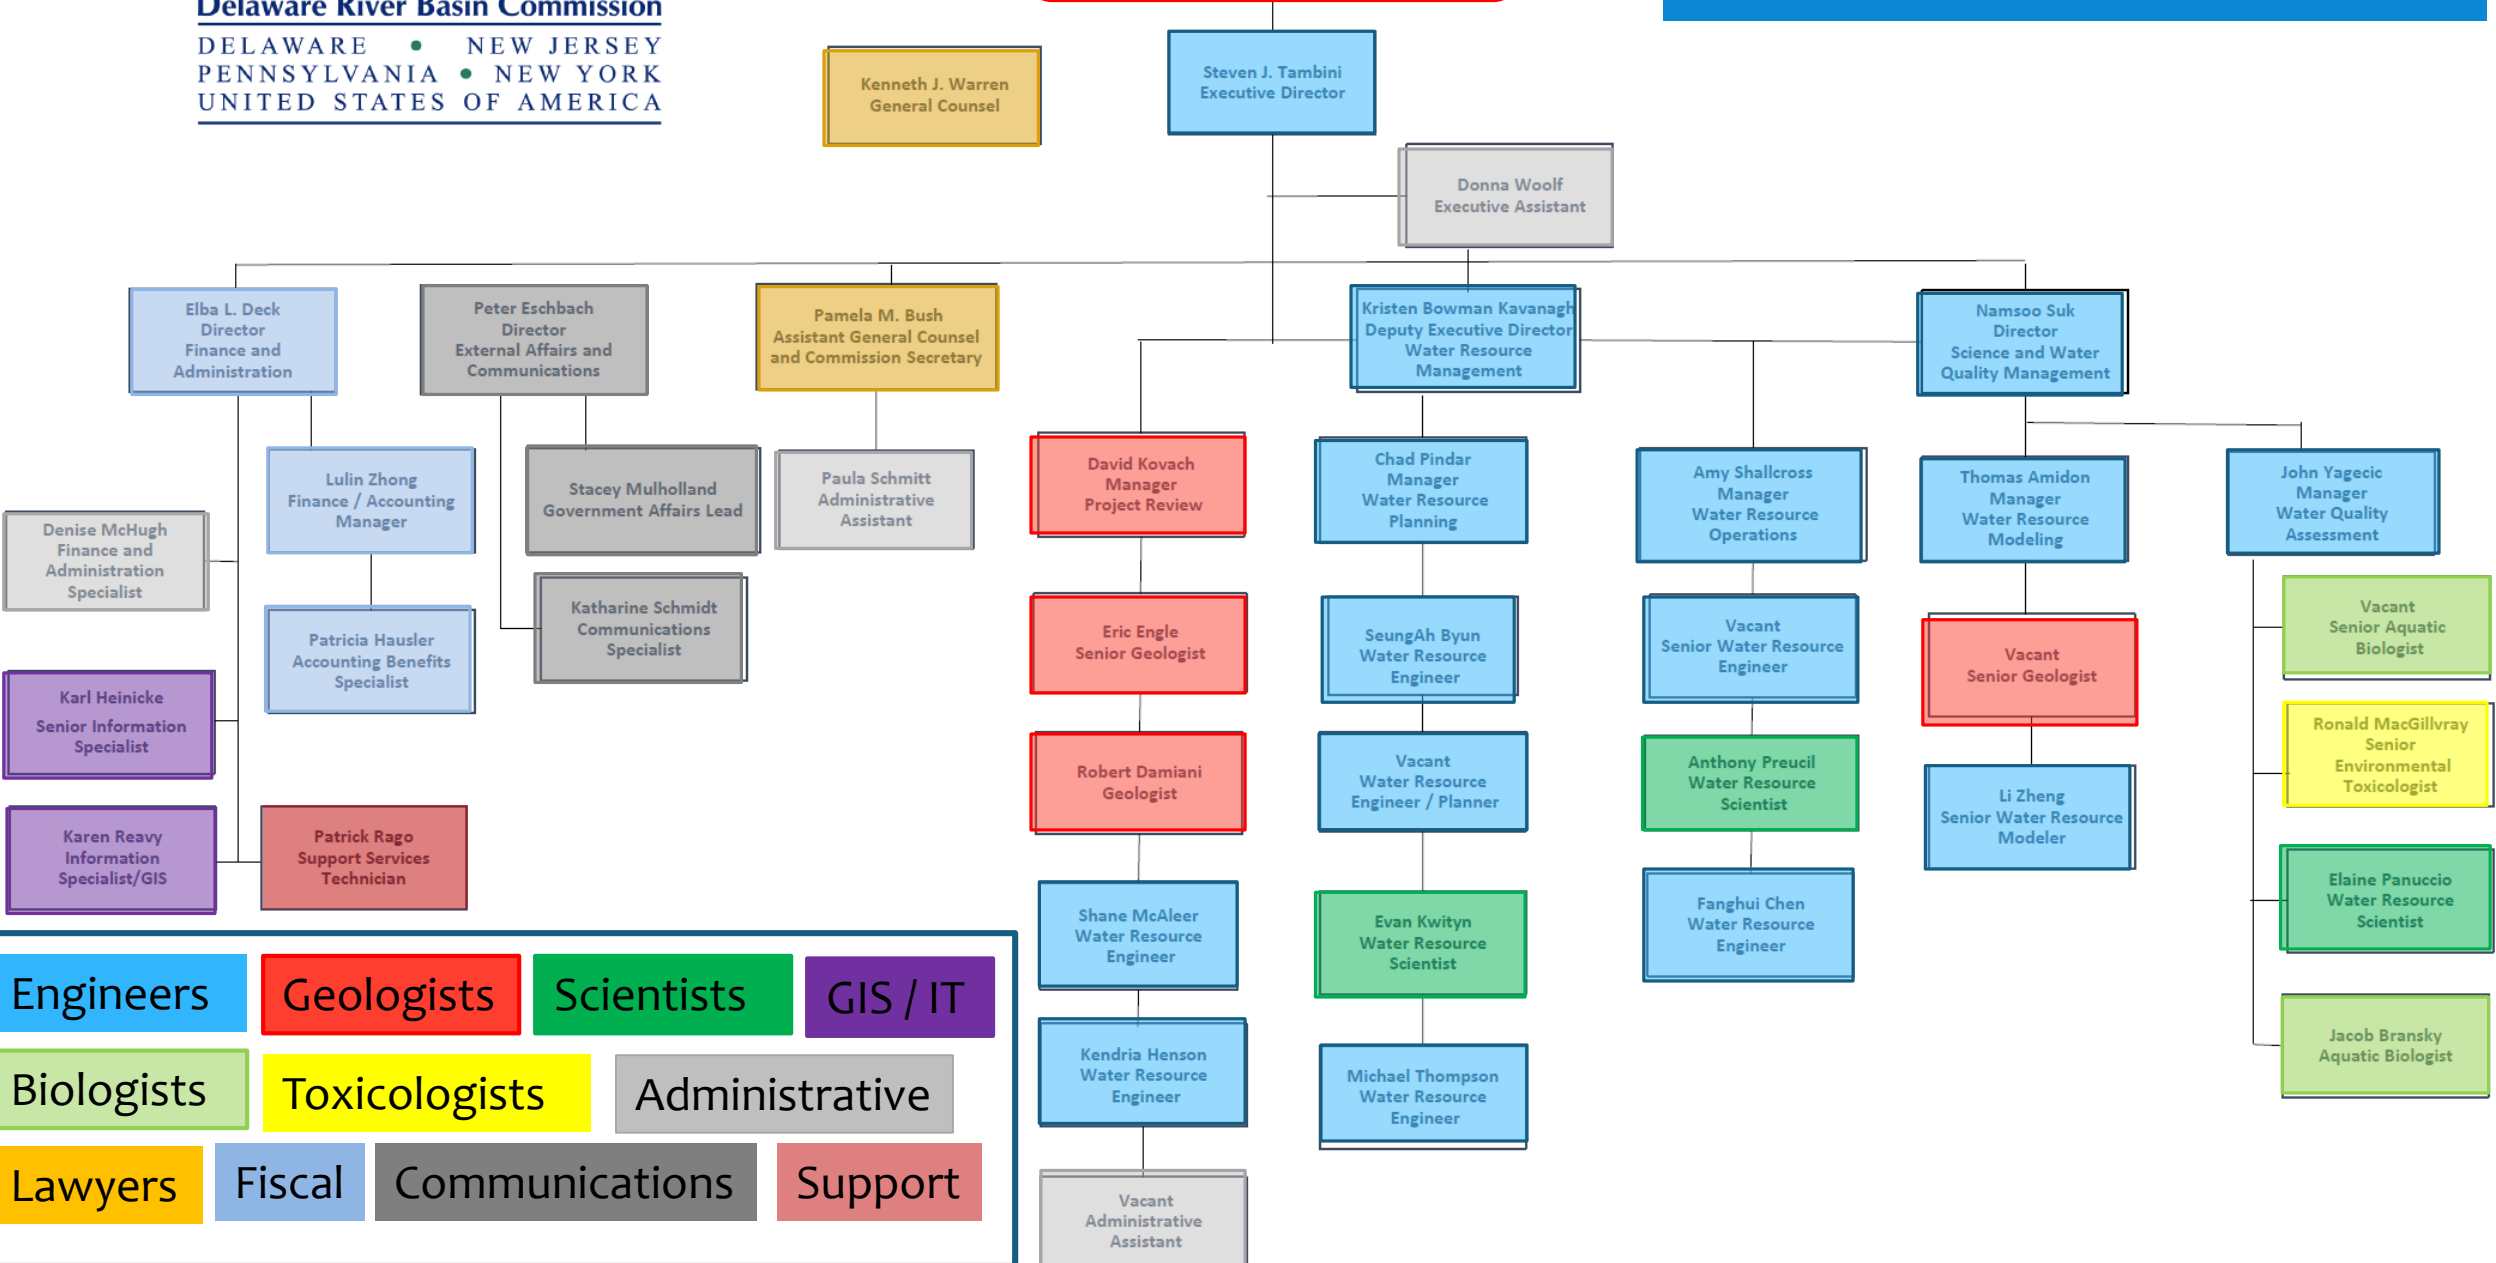 Delaware River Basin Commission
DELAWARE • NEW JERSEY
PENNSYLVANIA • NEW YORK
UNITED STATES OF AMERICA
Kenneth J. Warren
General Counsel
Steven J. Tambini
Executive Director
Donna Woolf
Executive Assistant
Elba L. Deck
Director
Finance and
Administration
Peter Eschbach
Director
External Affairs and
Communications
Pamela M. Bush
Assistant General Counsel
and Commission Secretary
Kristen Bowman Kavanagh
Deputy Executive Director
Water Resource
Management
Namsoo Suk
Director
Science and Water
Quality Management
Lulin Zhong
Finance / Accounting
Manager
Denise McHugh
Finance and
Administration
Specialist
Patricia Hausler
Accounting Benefits
Specialist
Karl Heinicke
Senior Information
Specialist
Karen Reavy
Information
Specialist/GIS
Patrick Rago
Support Services
Technician
Stacey Mulholland
Government Affairs Lead
Katharine Schmidt
Communications
Specialist
Paula Schmitt
Administrative
Assistant
David Kovach
Manager
Project Review
Eric Engle
Senior Geologist
Robert Damiani
Geologist
Shane McAleer
Water Resource
Engineer
Kendria Henson
Water Resource
Engineer
Vacant
Administrative
Assistant
Chad Pindar
Manager
Water Resource
Planning
SeungAh Byun
Water Resource
Engineer
Vacant
Water Resource
Engineer / Planner
Evan Kwityn
Water Resource
Scientist
Michael Thompson
Water Resource
Engineer
Amy Shallcross
Manager
Water Resource
Operations
Vacant
Senior Water Resource
Engineer
Anthony Preucil
Water Resource
Scientist
Fanghui Chen
Water Resource
Engineer
Thomas Amidon
Manager
Water Resource
Modeling
Vacant
Senior Geologist
Li Zheng
Senior Water Resource
Modeler
John Yagecic
Manager
Water Quality
Assessment
Vacant
Senior Aquatic
Biologist
Ronald MacGillvray
Senior
Environmental
Toxicologist
Elaine Panuccio
Water Resource
Scientist
Jacob Bransky
Aquatic Biologist
Engineers
Geologists
Scientists
GIS / IT
Biologists
Toxicologists
Administrative
Lawyers
Fiscal
Communications
Support